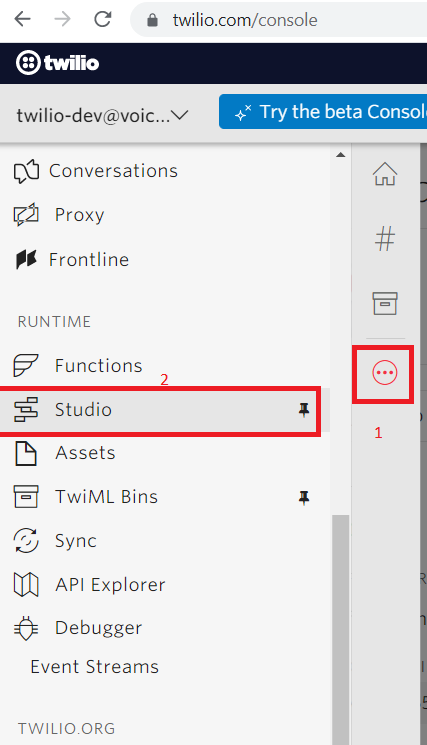 twilio.com/console
twilio
twilio-dev@voic...
Try the beta Consol
Conversations
Proxy
#
Frontline
RUNTIME
Functions
2
Studio
1
Assets
TwiML Bins
Sync
API Explorer
Debugger
Event Streams
TWILIO.ORG